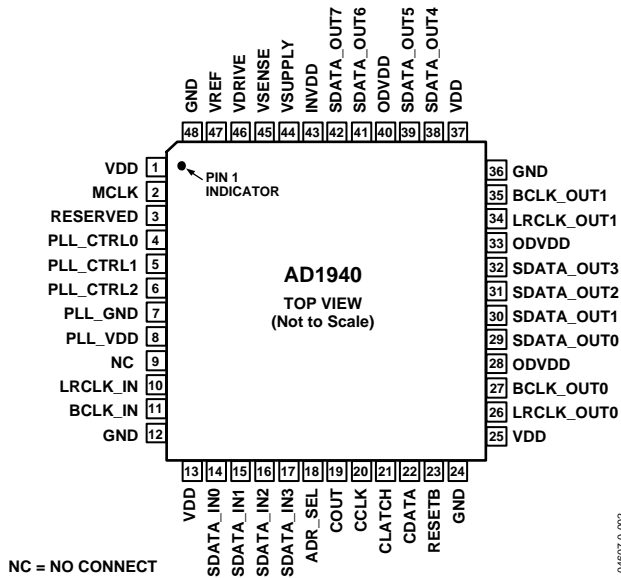 GND
VREF
VDRIVE
VSENSE
VSUPPLY
INVDD
SDATA_OUT7
SDATA_OUT6
ODVDD
SDATA_OUT5
SDATA_OUT4
VDD
48 47 46 45 44 43 42 41 40 39 38 37
VDD 1
MCLK 2
RESERVED 3
PLL_CTRL0 4
PLL_CTRL1 5
PLL_CTRL2 6
PLL_GND 7
PLL_VDD 8
NC 9
LRCLK_IN 10
BCLK_IN 11
GND 12
PIN 1
INDICATOR
AD1940
TOP VIEW
(Not to Scale)
36 GND
35 BCLK_OUT1
34 LRCLK_OUT1
33 ODVDD
32 SDATA_OUT3
31 SDATA_OUT2
30 SDATA_OUT1
29 SDATA_OUT0
28 ODVDD
27 BCLK_OUT0
26 LRCLK_OUT0
25 VDD
13 14 15 16 17 18 19 20 21 22 23 24
VDD
SDATA_IN0
SDATA_IN1
SDATA_IN2
SDATA_IN3
ADR_SEL
COUT
CCLK
CLATCH
CDATA
RESETB
GND
NC = NO CONNECT
04607-0-002